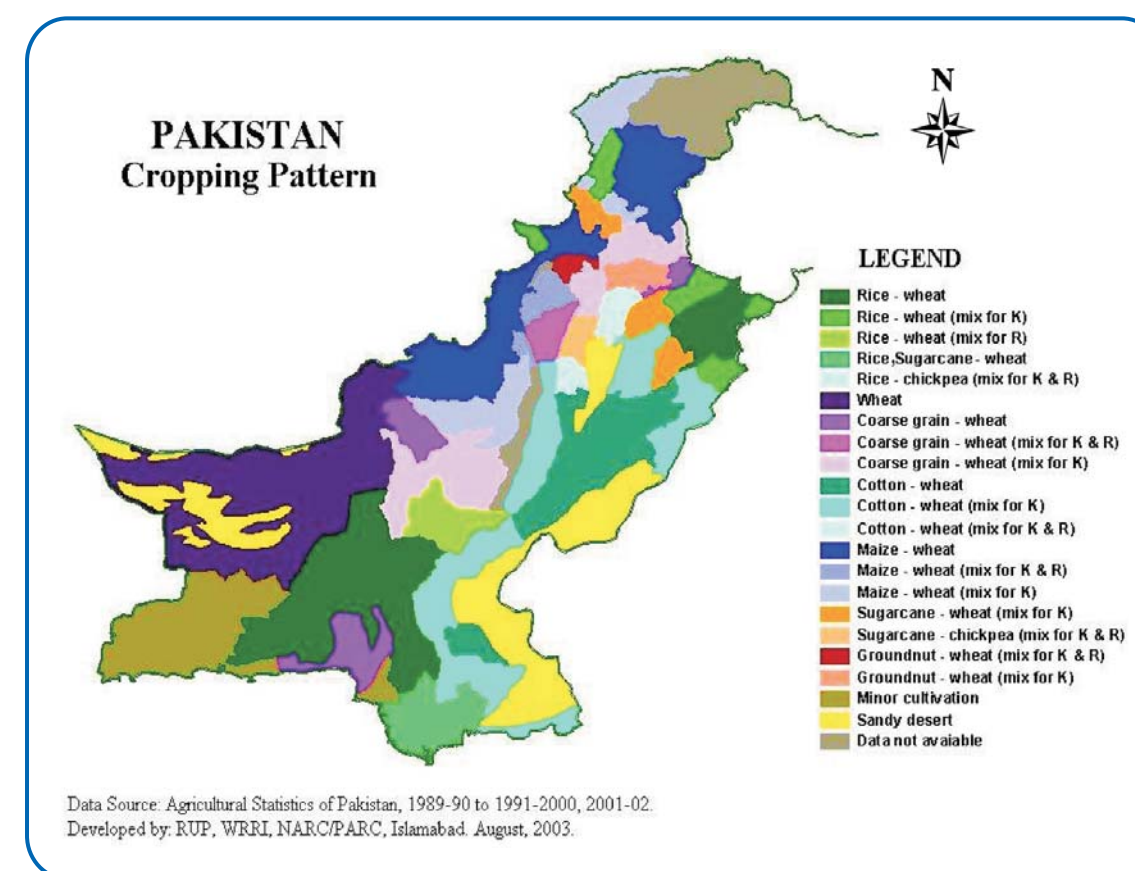 PAKISTAN
Cropping Pattern
N
LEGEND
Rice - wheat
Rice - wheat (mix for K)
Rice - wheat (mix for R)
Rice,Sugarcane - wheat
Rice - chickpea (mix for K & R)
Wheat
Coarse grain - wheat
Coarse grain - wheat (mix for K & R)
Coarse grain - wheat (mix for K)
Cotton - wheat
Cotton - wheat (mix for K)
Cotton - wheat (mix for K & R)
Maize - wheat
Maize - wheat (mix for K & R)
Maize - wheat (mix for K)
Sugarcane - wheat (mix for K)
Sugarcane - chickpea (mix for K & R)
Groundnut - wheat (mix for K & R)
Groundnut - wheat (mix for K)
Minor cultivation
Sandy desert
Data not avaiable
Data Source: Agricultural Statistics of Pakistan, 1989-90 to 1991-2000, 2001-02.
Developed by: RUP, WRRI, NARC/PARC, Islamabad. August, 2003.